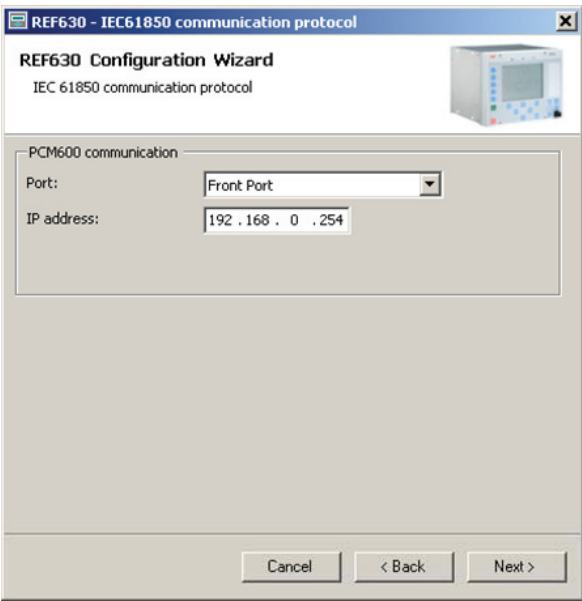 REF630 - IEC61850 communication protocol
REF630 Configuration Wizard
IEC 61850 communication protocol
PCM600 communication
Port: Front Port
IP address: 192 . 168 . 0 . 254
Cancel < Back Next >